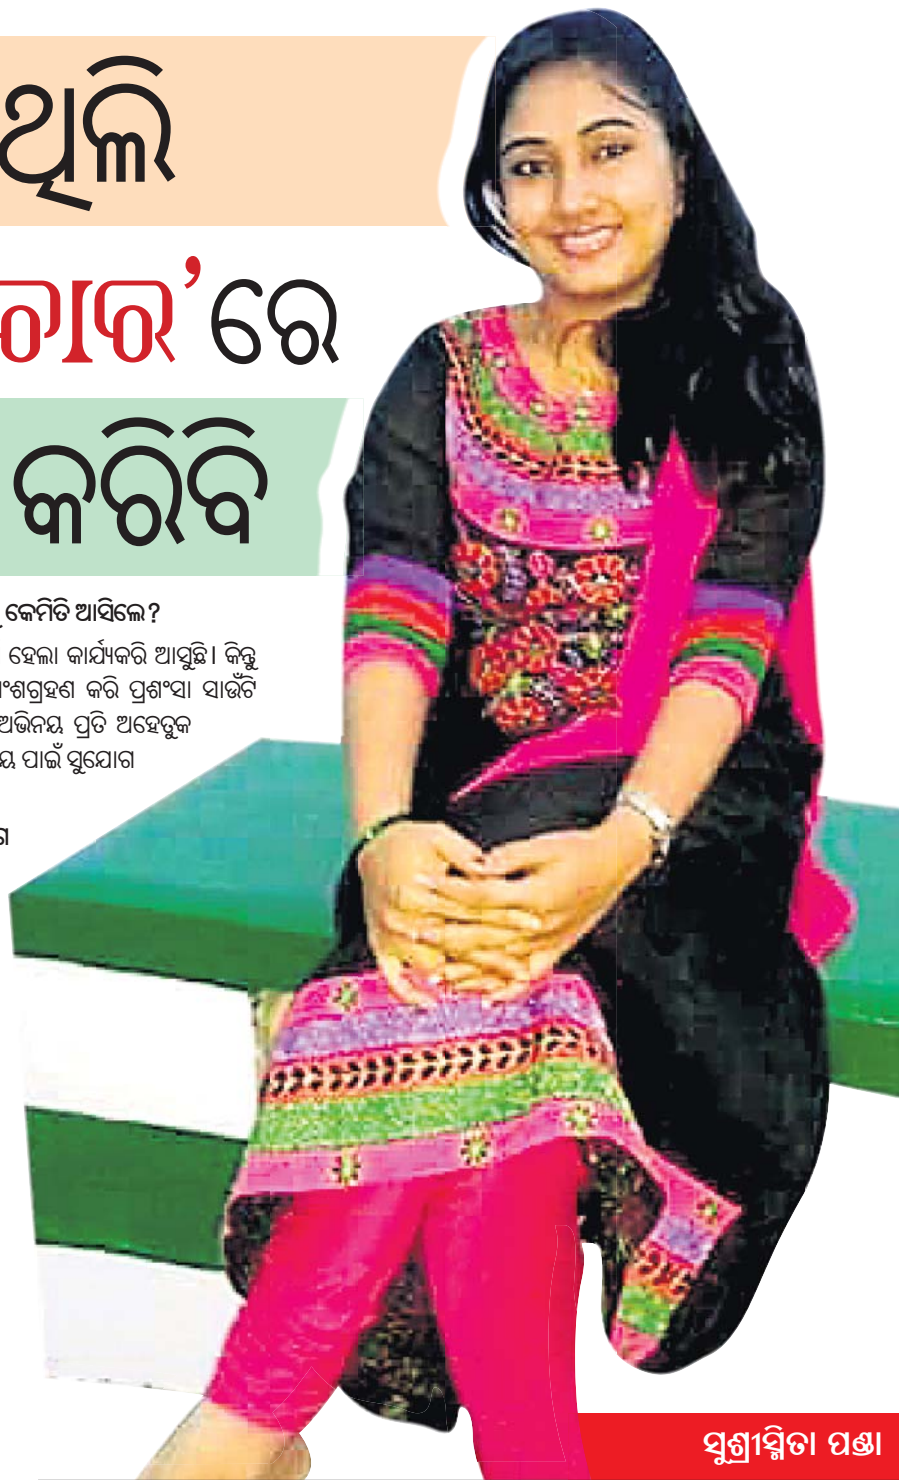 ଥିଲି
ଚାର’ରେ
କରିବି
କେମିତି ଆସିଲେ?
ହେଲା କାର୍ଯ୍ୟକରି ଆସୁଛି। କିନ୍ତୁ
ଂଶଗ୍ରହଣ କରି ପ୍ରଶଂସା ସାଉଁଟି
ଅଭିନୟ ପ୍ରତି ଅହେତୁକ
ୟ ପାଇଁ ସୁଯୋଗ
ସୁଶ୍ରୀସ୍ମିତା ପଣ୍ଡା